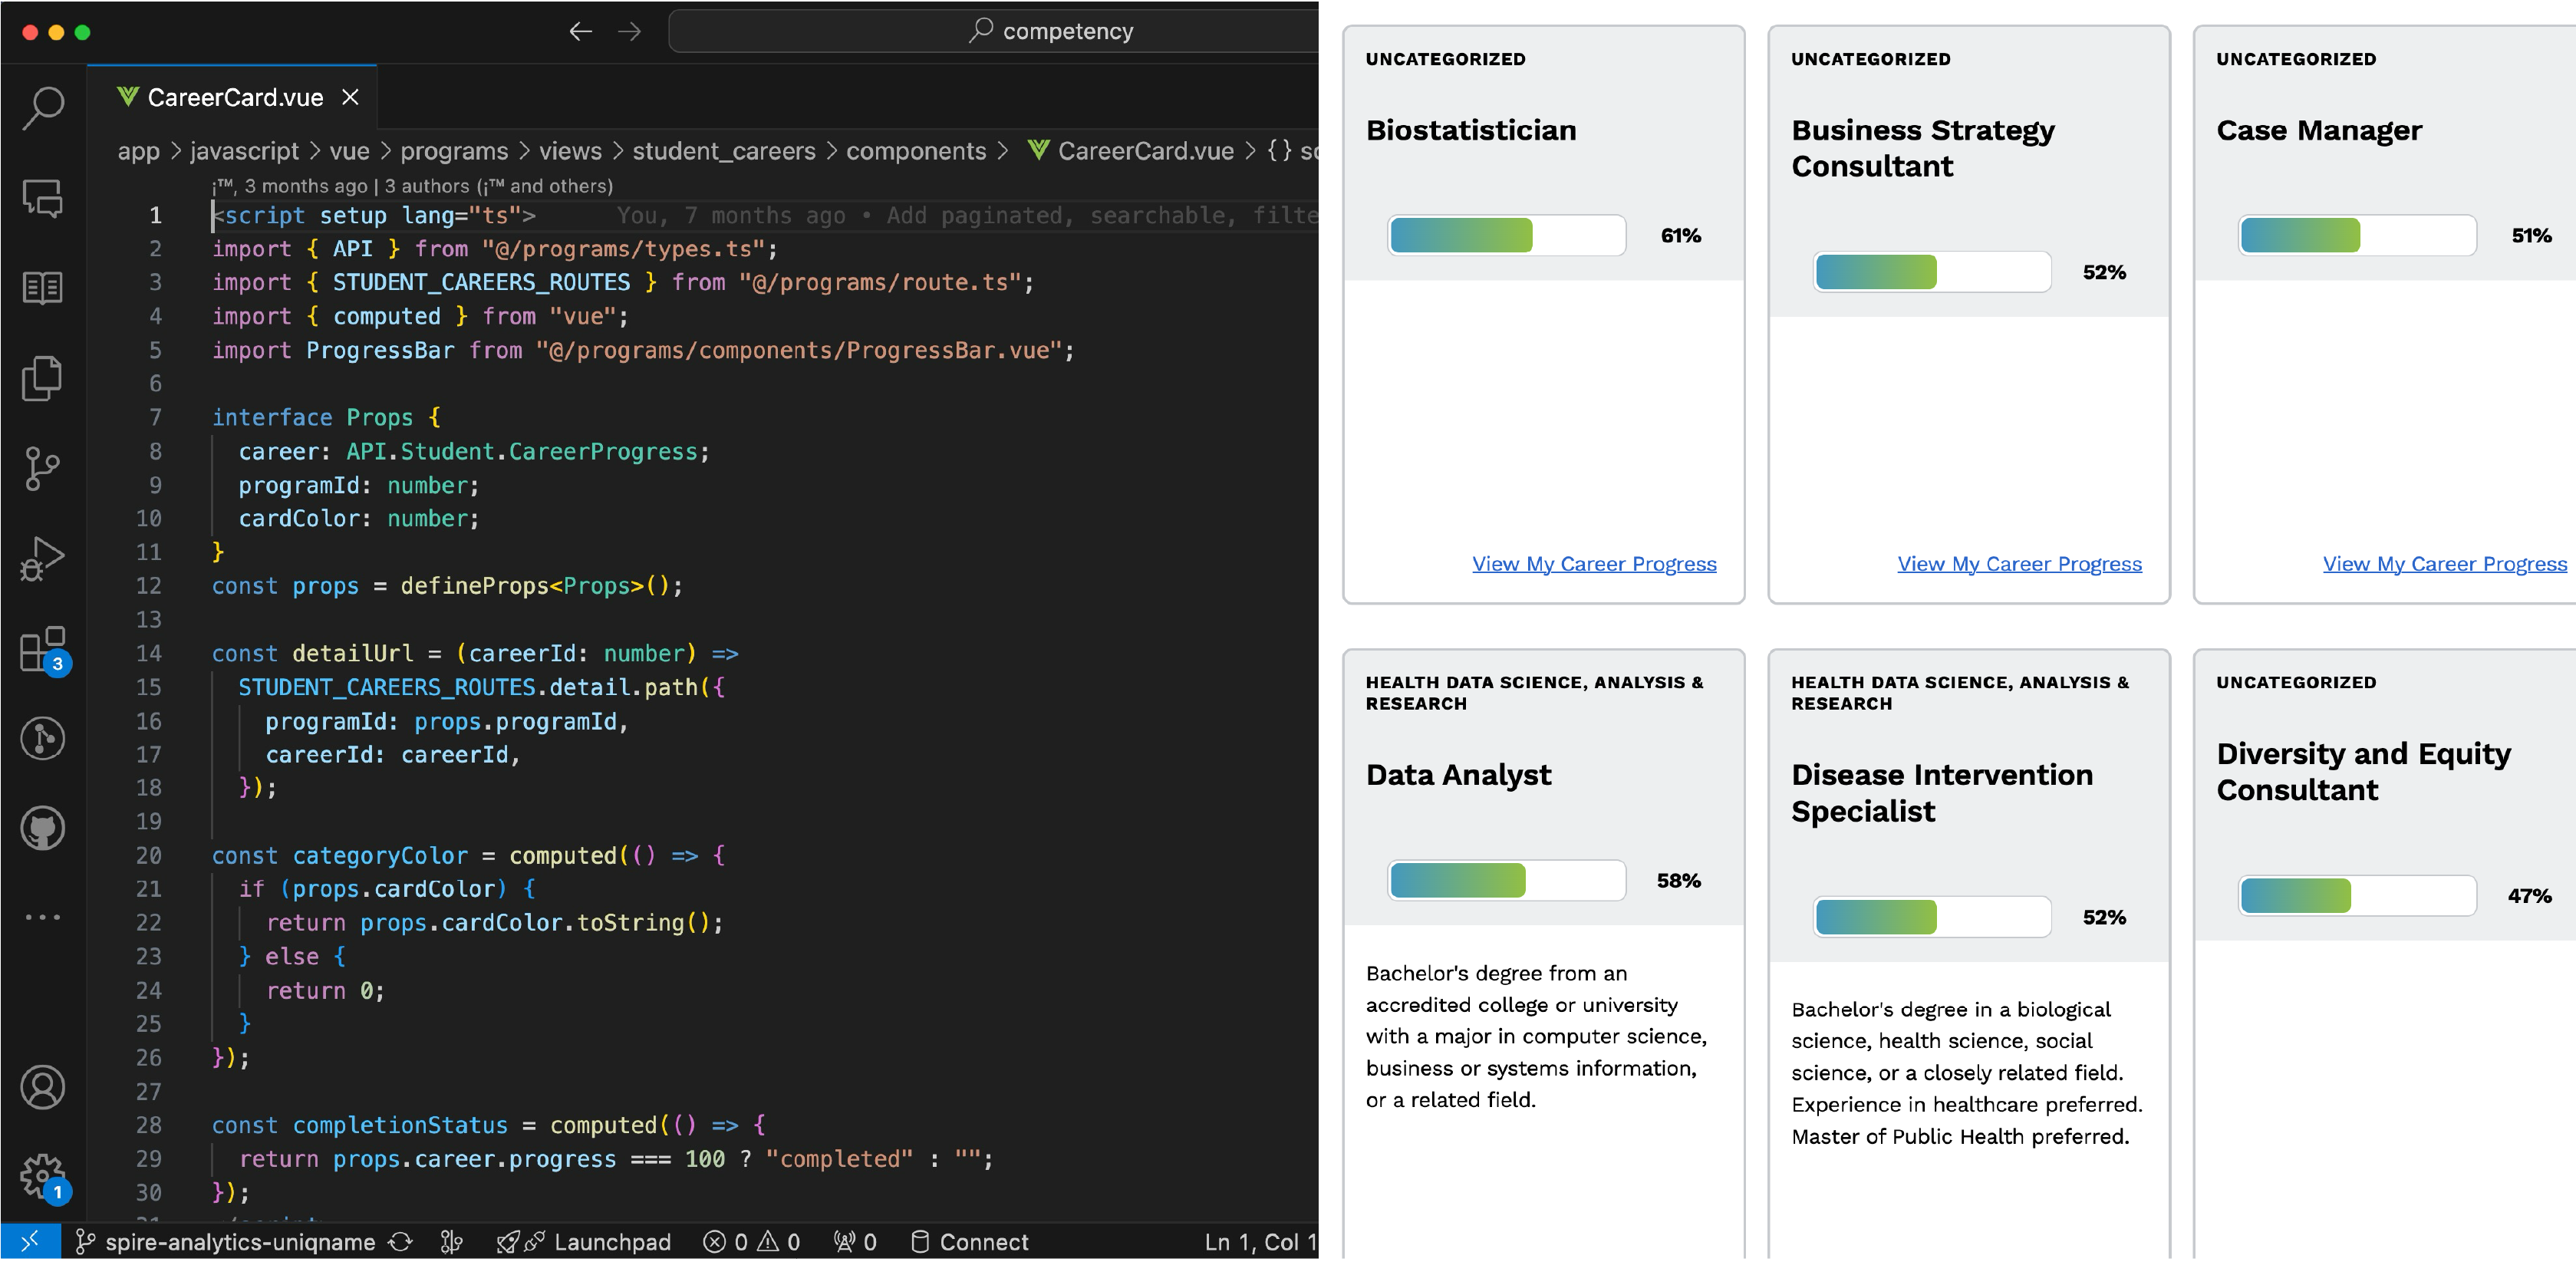 competency
CareerCard.vue
app > javascript > vue > programs > views > student_careers > components > CareerCard.vue > {}
3 months ago | 3 authors (¡™ and others)
1 <script setup lang="ts"> You, 7 months ago • Add paginated, searchable,
2 import { API } from "@/programs/types.ts";
3 import { STUDENT_CAREERS_ROUTES } from "@/programs/route.ts";
4 import { computed } from "vue";
5 import ProgressBar from "@/programs/components/ProgressBar.vue";
6
7 interface Props {
8 career: API.Student.CareerProgress;
9 programId: number;
10 cardColor: number;
11 }
12 const props = defineProps<Props>();
13
14 const detailUrl = (careerId: number) =>
15 STUDENT_CAREERS_ROUTES.detail.path({
16 programId: props.programId,
17 careerId: careerId,
18 });
19
20 const categoryColor = computed(() => {
21 if (props.cardColor) {
22 return props.cardColor.toString();
23 } else {
24 return 0;
25 }
26 });
27
28 const completionStatus = computed(() => {
29 return props.career.progress === 100 ? "completed" : "";
30 });
3
1
spire-analytics-uniqname Launchpad 0 0 0 Connect Ln 1, Col 1
UNCATEGORIZED
Biostatistician
61%
View My Career Progress
UNCATEGORIZED
Business Strategy
Consultant
52%
View My Career Progress
UNCATEGORIZED
Case Manager
51%
View My Career Progress
HEALTH DATA SCIENCE, ANALYSIS &
RESEARCH
Data Analyst
58%
Bachelor's degree from an
accredited college or university
with a major in computer science,
business or systems information,
or a related field.
HEALTH DATA SCIENCE, ANALYSIS &
RESEARCH
Disease Intervention
Specialist
52%
Bachelor's degree in a biological
science, health science, social
science, or a closely related field.
Experience in healthcare preferred.
Master of Public Health preferred.
UNCATEGORIZED
Diversity and Equity
Consultant
47%